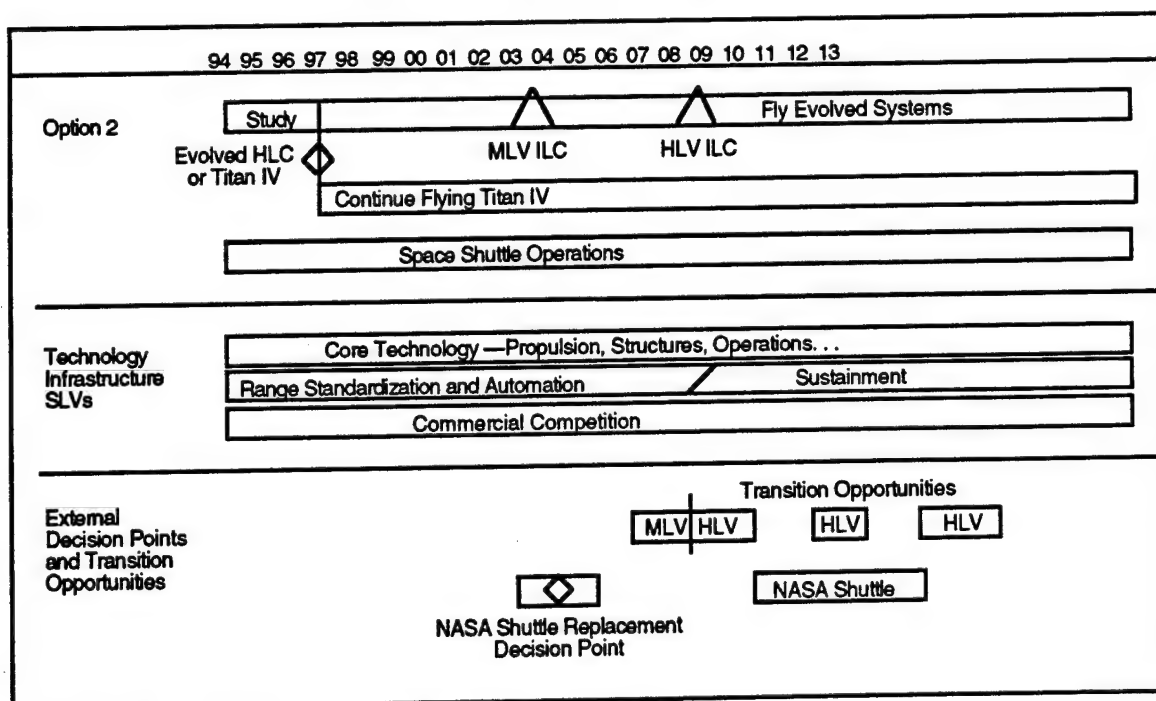 94 95 96 97 98 99 00 01 02 03 04 05 06 07 08 09 10 11 12 13
Option 2
Study
Fly Evolved Systems
Evolved HLC
or Titan IV
MLV ILC
HLV ILC
Continue Flying Titan IV
Space Shuttle Operations
Technology
Infrastructure
SLVs
Core Technology —Propulsion, Structures, Operations. . .
Range Standardization and Automation
Sustainment
Commercial Competition
External
Decision Points
and Transition
Opportunities
Transition Opportunities
MLV
HLV
HLV
HLV
NASA Shuttle
NASA Shuttle Replacement
Decision Point